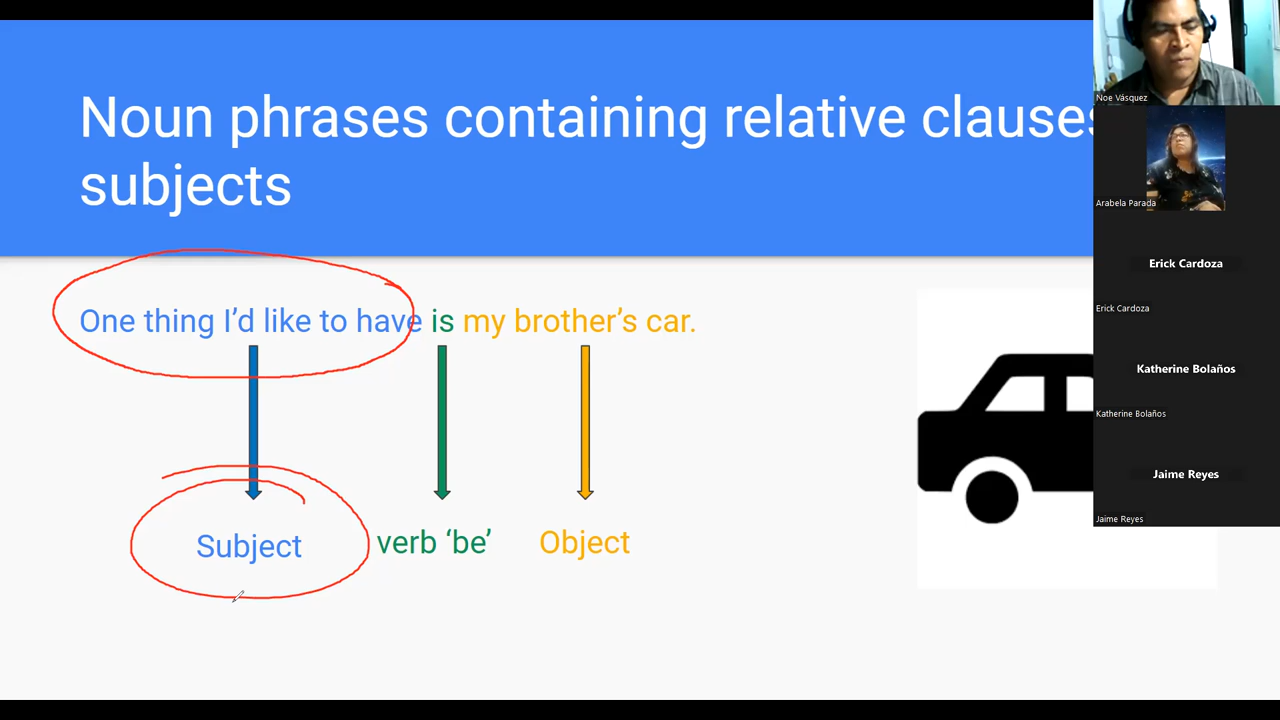 Noun phrases containing relative clauses
subjects
One thing I'd like to have is my brother's car.
Subject verb ‘be’ Object
Noe Vásquez
Arabela Parada
Erick Cardoza
Erick Cardoza
Katherine Bolaños
Katherine Bolaños
Jaime Reyes
Jaime Reyes